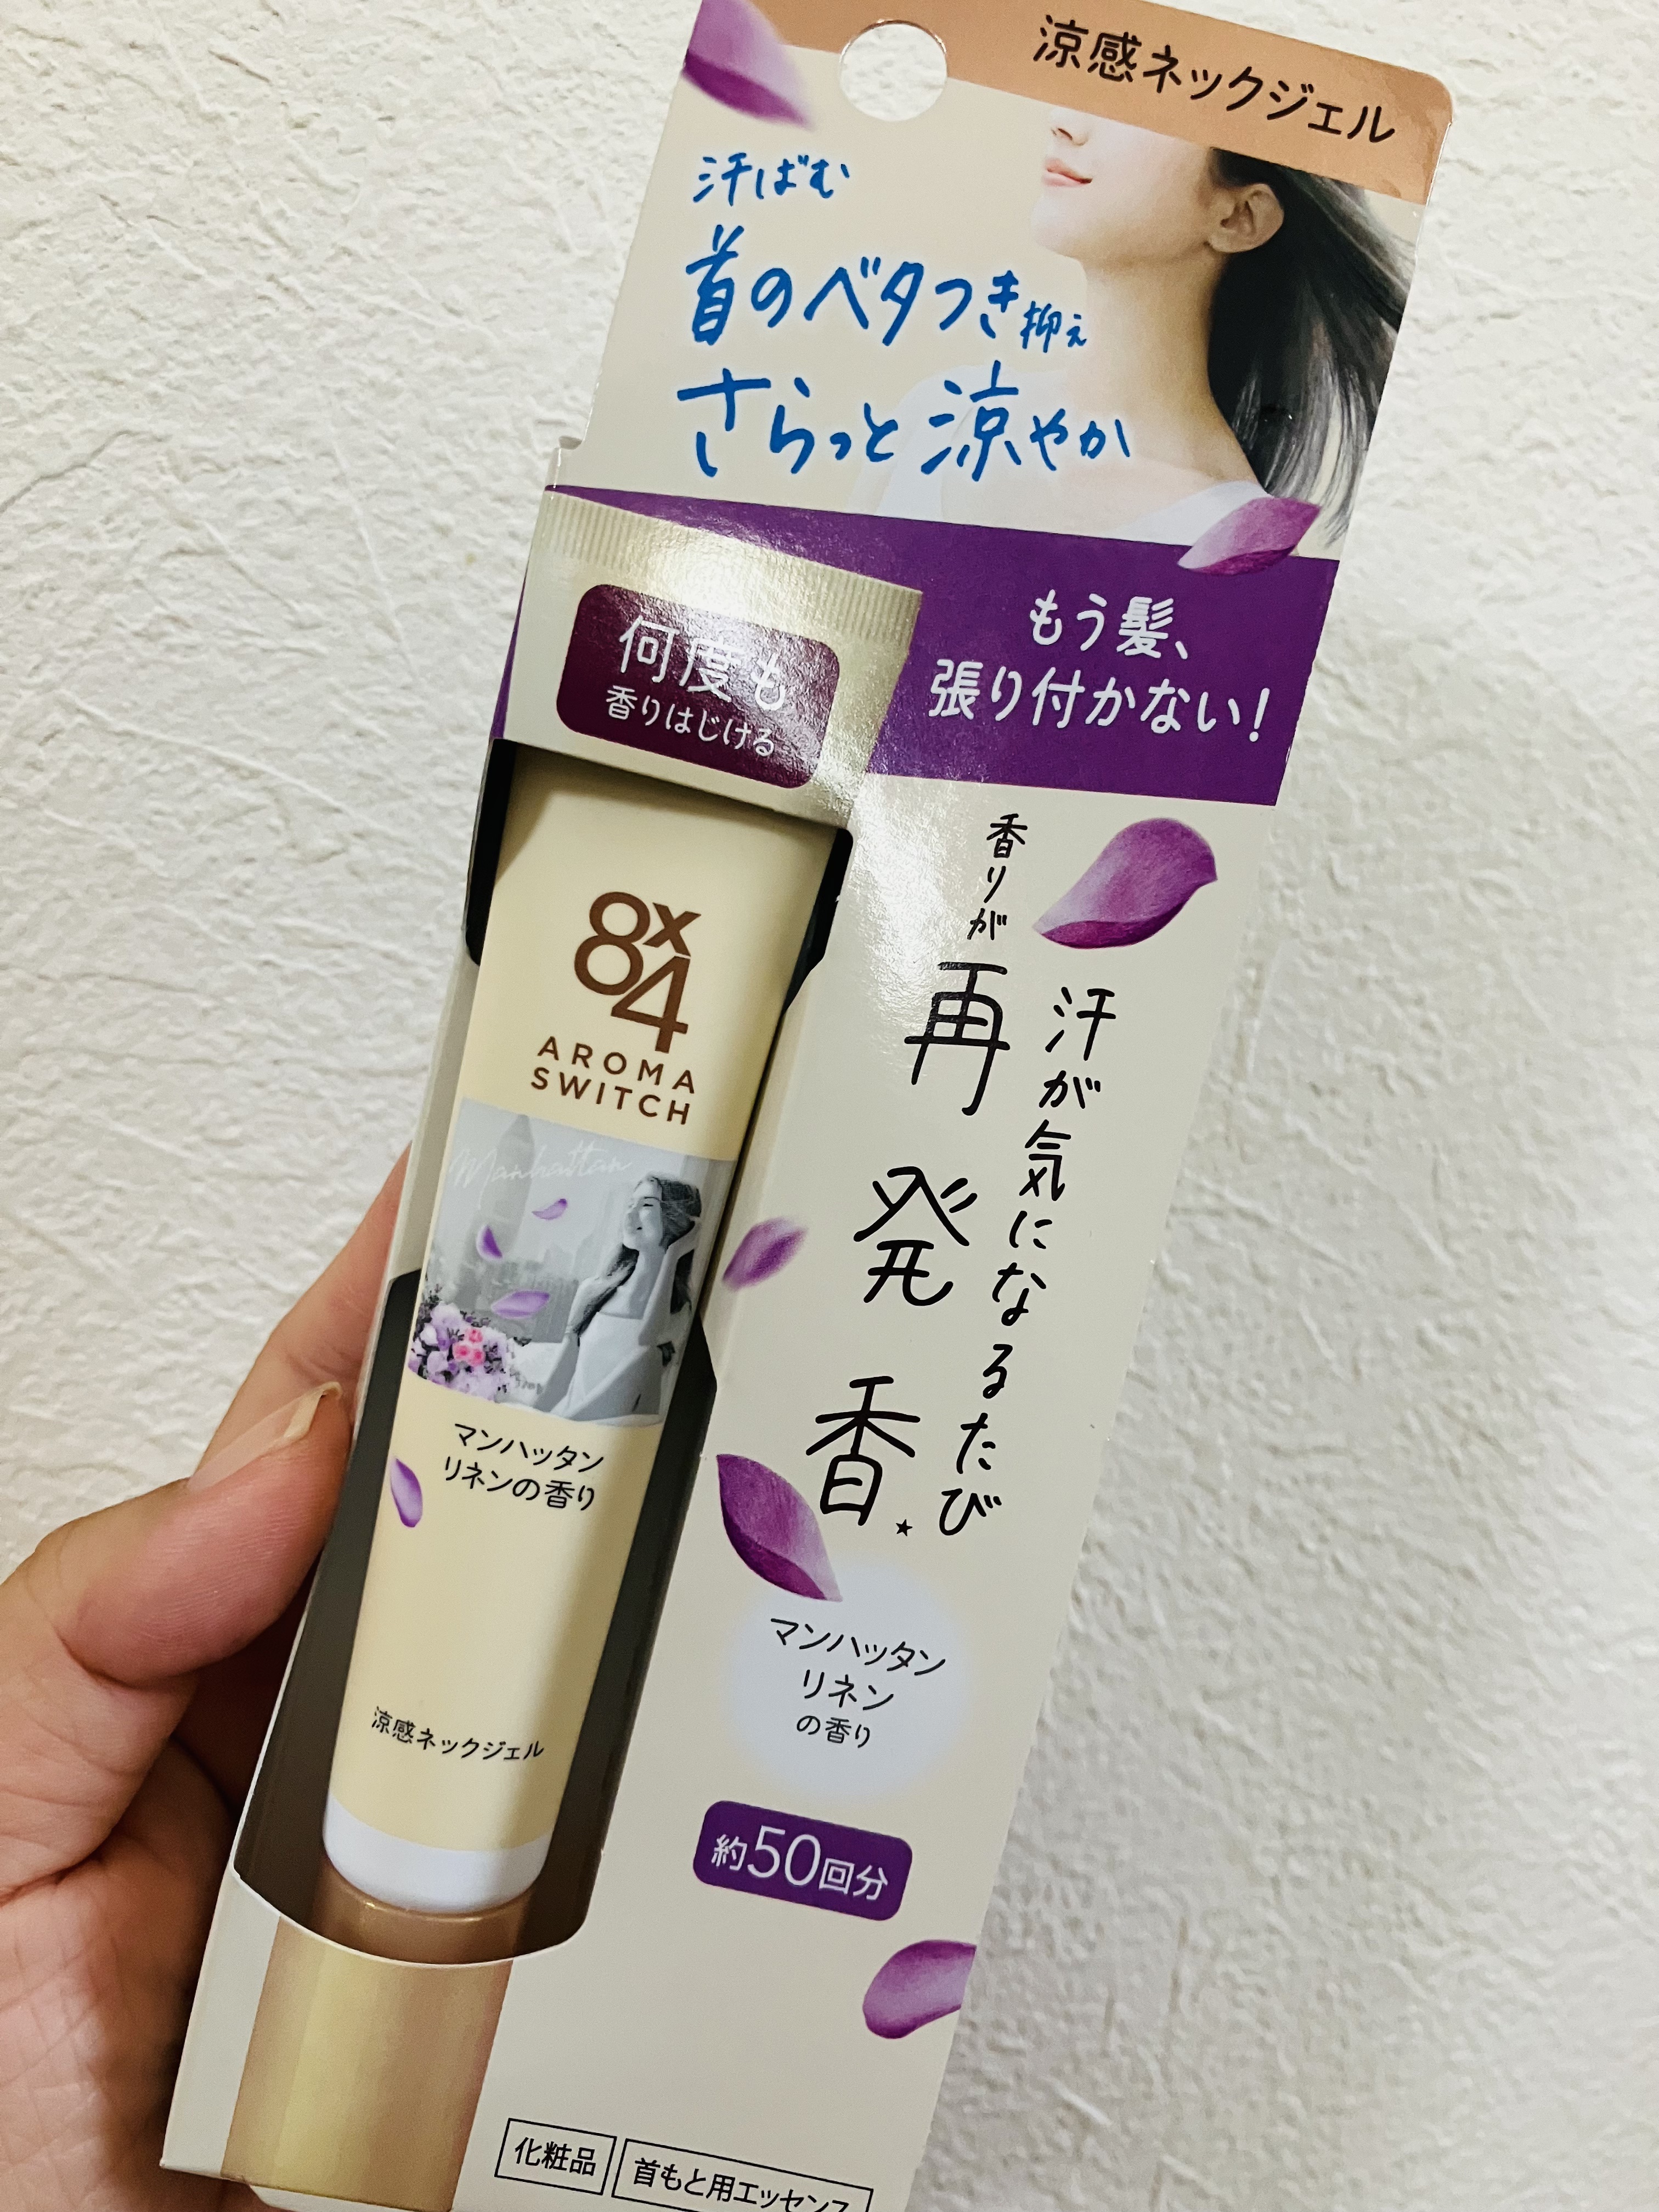 涼感ネックジェル
汗ばむ
首のベタつき抑え
さらっと涼やか
もう髪、
張り付かない!
何度も
香りはじける
8x4
AROMA
SWITCH
Manhattan
マンハッタン
リネンの香り
涼感ネックジェル
汗が気になるたび
香りが再発香。★
マンハッタン
リネン
の香り
約50回分
化粧品
首もと用エッセンス